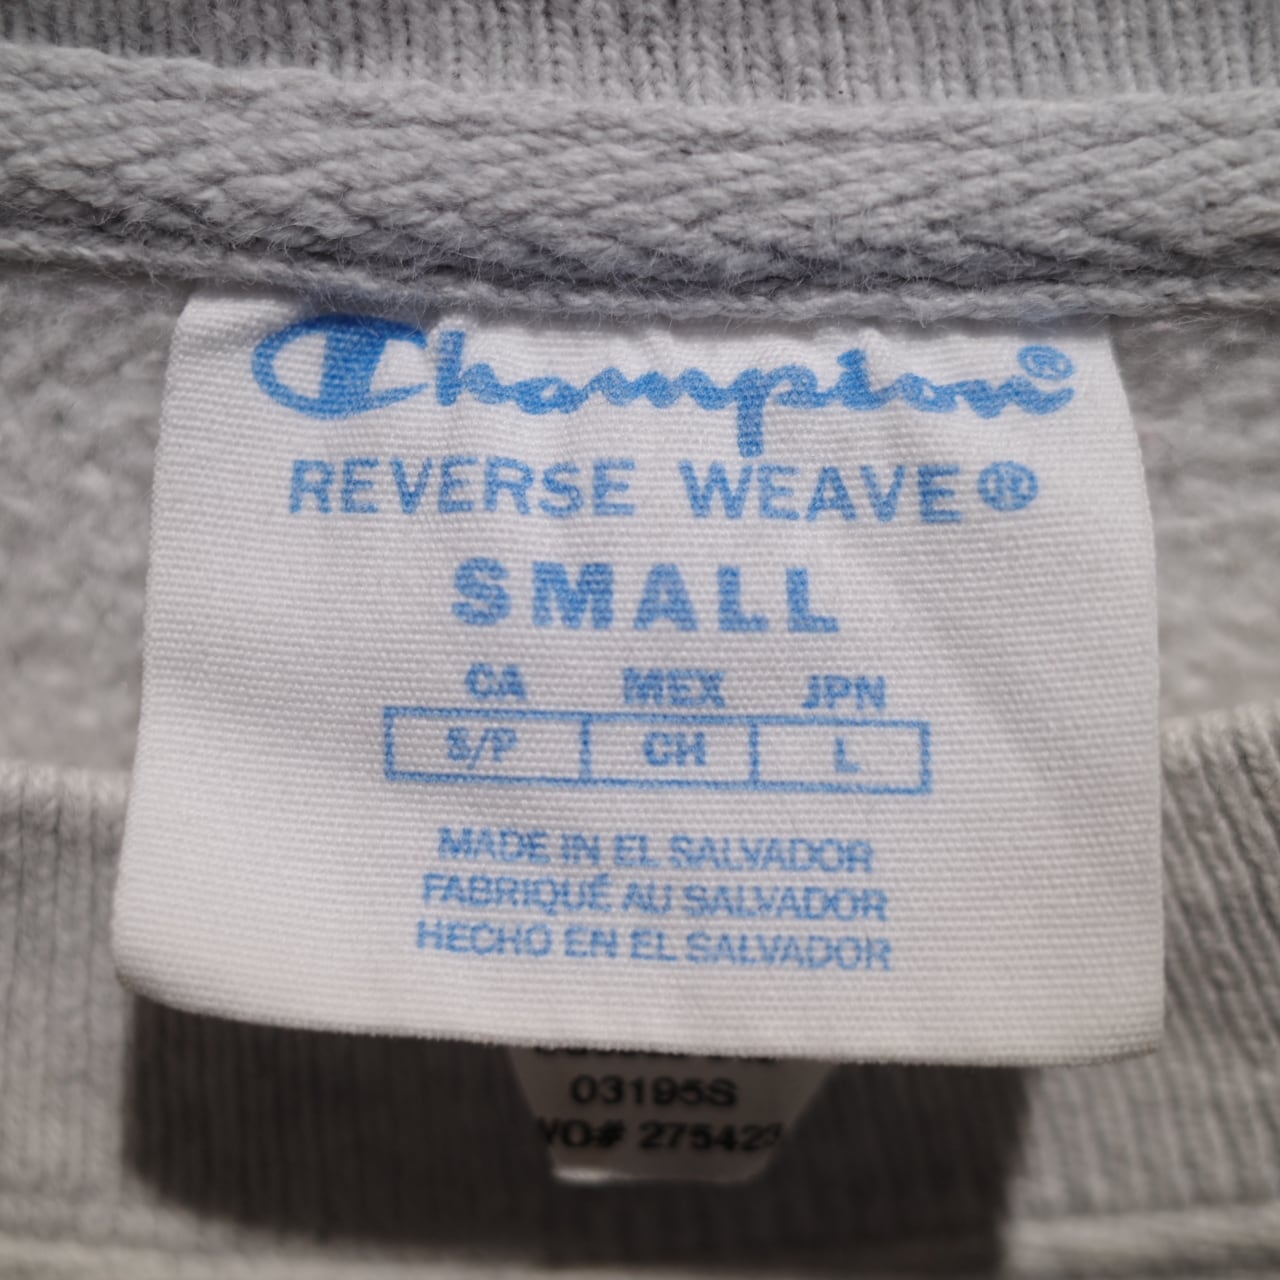 Champion®
REVERSE WEAVE®
SMALL
CA MEX JPN
S/P CH L
MADE IN EL SALVADOR
FABRIQUÉ AU SALVADOR
HECHO EN EL SALVADOR
03195S